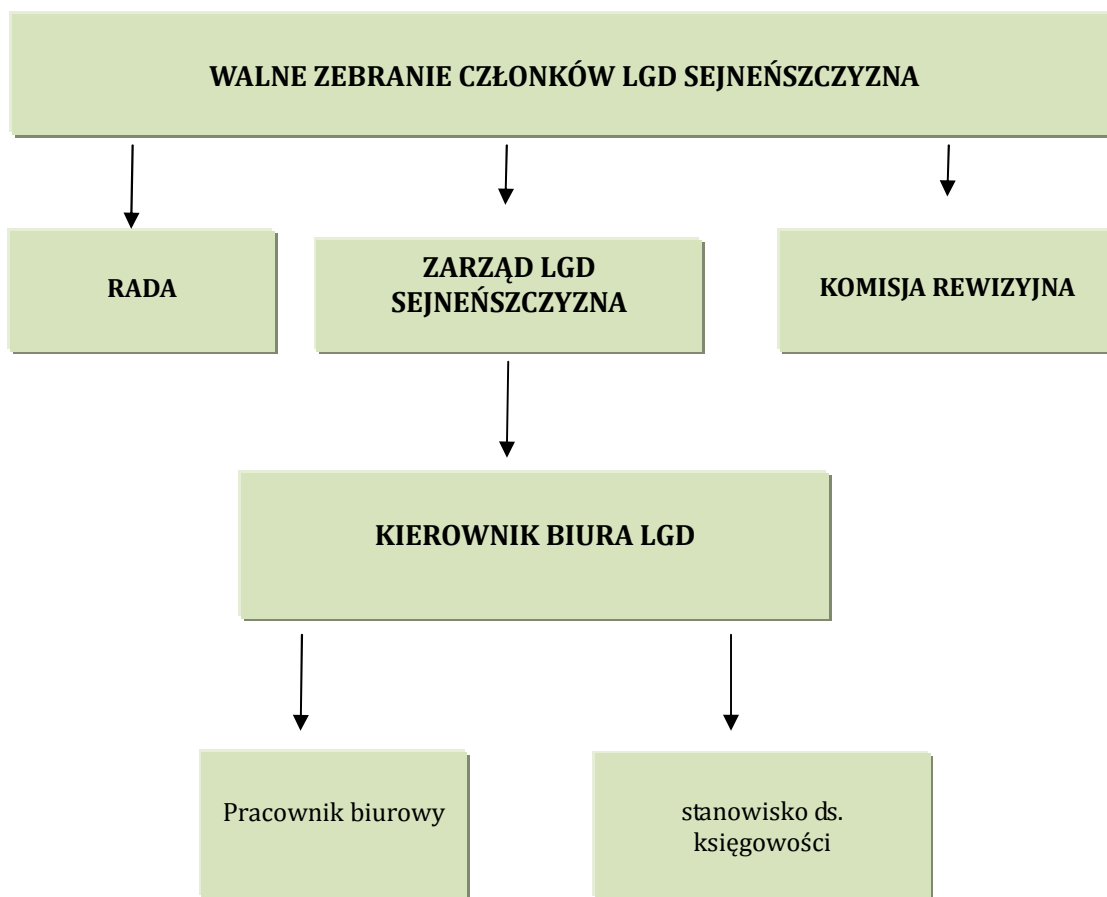 WALNE ZEBRANIE CZŁONKÓW LGD SEJNEŃSZCZYZNA
RADA
ZARZĄD LGD
SEJNEŃSZCZYZNA
KOMISJA REWIZYJNA
KIEROWNIK BIURA LGD
Pracownik biurowy
stanowisko ds.
księgowości